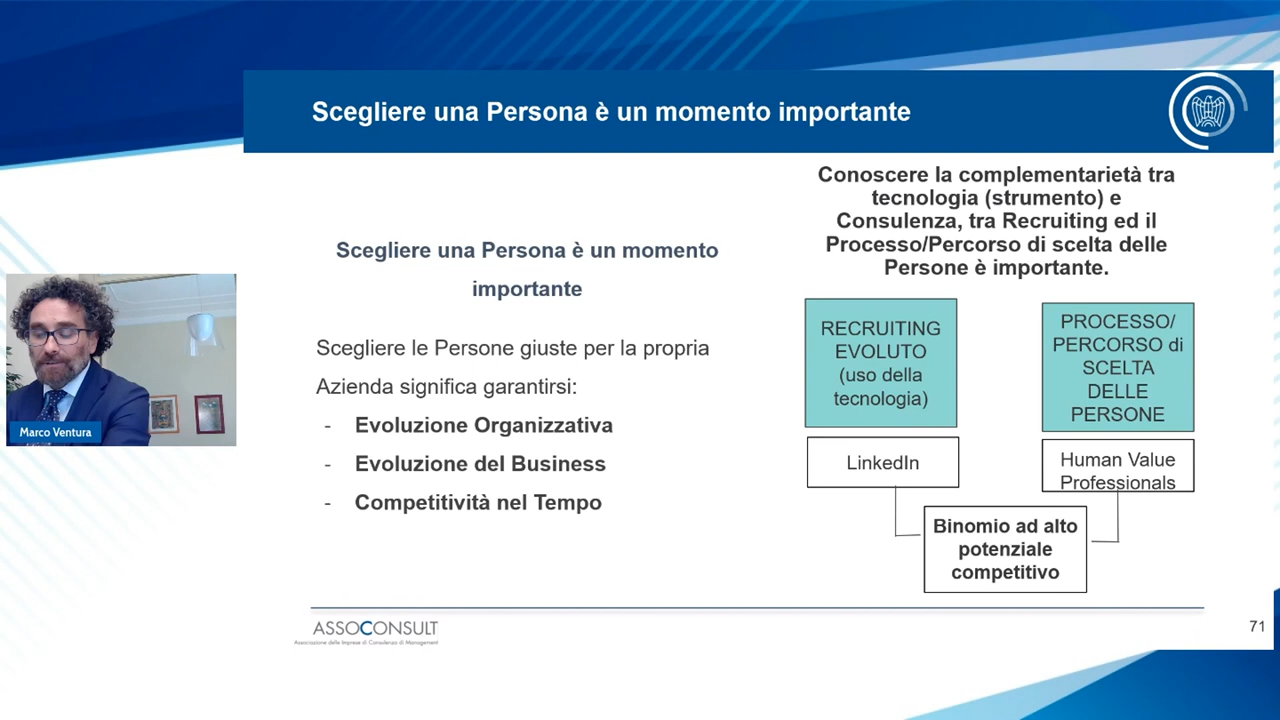 Scegliere una Persona è un momento importante
Scegliere una Persona è un momento
importante
Scegliere le Persone giuste per la propria
Azienda significa garantirsi:
- Evoluzione Organizzativa
- Evoluzione del Business
- Competitività nel Tempo
Conoscere la complementarietà tra
tecnologia (strumento) e
Consulenza, tra Recruiting ed il
Processo/Percorso di scelta delle
Persone è importante.
RECRUITING
EVOLUTO
(uso della
tecnologia)
PROCESSO/
PERCORSO di
SCELTA
DELLE
PERSONE
LinkedIn
Human Value
Professionals
Binomio ad alto
potenziale
competitivo
Marco Ventura
ASSOCONSULT
Associazione delle Imprese di Consulenza di Management
71